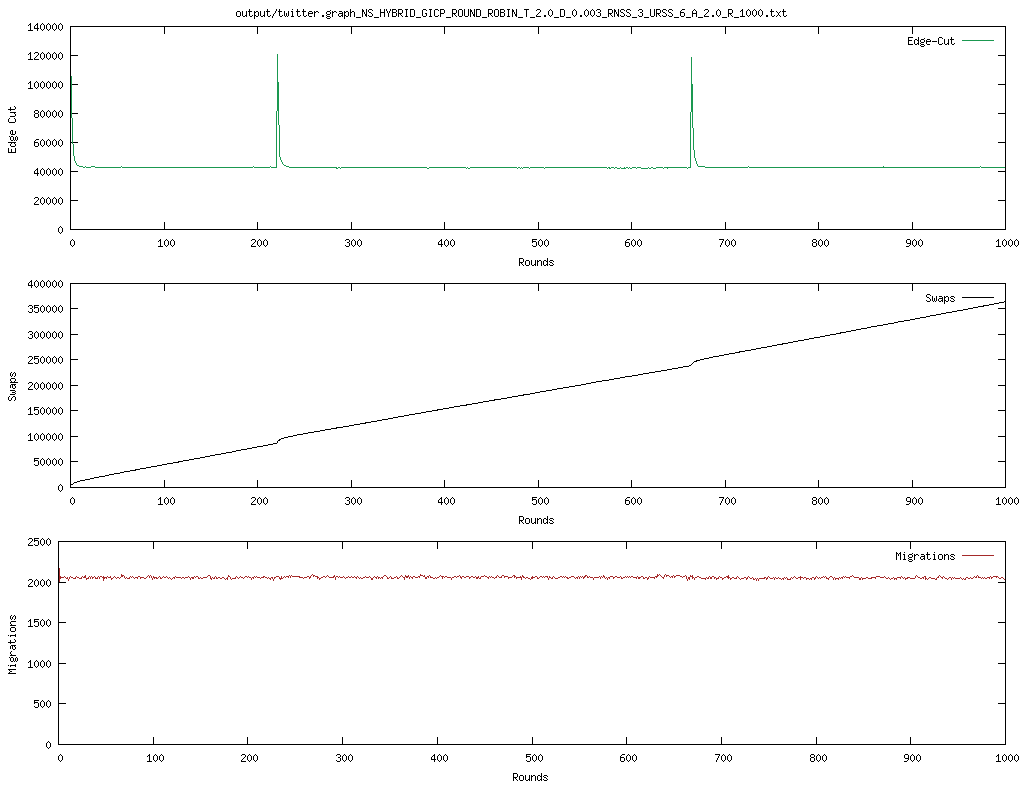 output/twitter.graph_NS_HYBRID_GICP_ROUND_ROBIN_T_2.0_D_0.003_RNSS_3_URSS_6_A_2.0_R_1000.txt
140000
120000
100000
80000
60000
40000
20000
0
Edge Cut
Edge-Cut
0 100 200 300 400 500 600 700 800 900 1000
Rounds
400000
350000
300000
250000
200000
150000
100000
50000
0
Swaps
Swaps
0 100 200 300 400 500 600 700 800 900 1000
Rounds
2500
2000
1500
1000
500
0
Migrations
Migrations
0 100 200 300 400 500 600 700 800 900 1000
Rounds